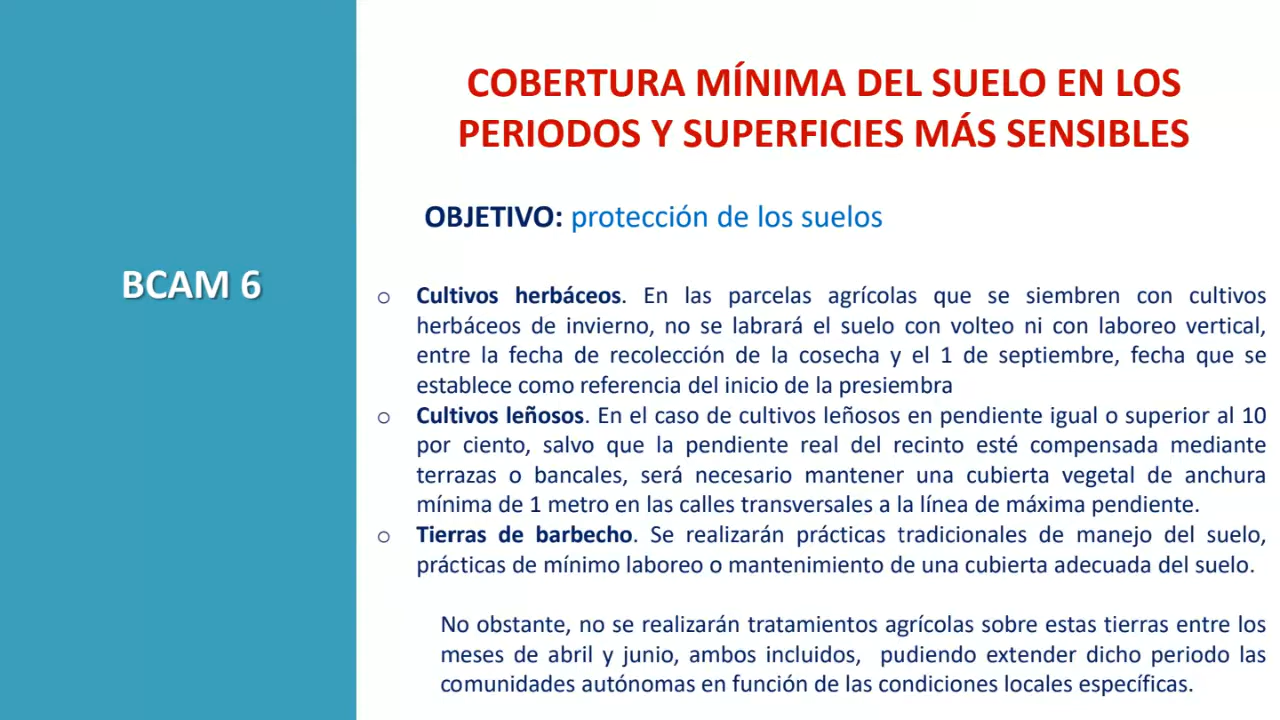 BCAM 6
COBERTURA MÍNIMA DEL SUELO EN LOS
PERIODOS Y SUPERFICIES MÁS SENSIBLES
OBJETIVO: protección de los suelos
o Cultivos herbáceos. En las parcelas agrícolas que se siembren con cultivos
herbáceos de invierno, no se labrará el suelo con volteo ni con laboreo vertical,
entre la fecha de recolección de la cosecha y el 1 de septiembre, fecha que se
establece como referencia del inicio de la presiembra
o Cultivos leñosos. En el caso de cultivos leñosos en pendiente igual o superior al 10
por ciento, salvo que la pendiente real del recinto esté compensada mediante
terrazas o bancales, será necesario mantener una cubierta vegetal de anchura
mínima de 1 metro en las calles transversales a la línea de máxima pendiente.
o Tierras de barbecho. Se realizarán prácticas tradicionales de manejo del suelo,
prácticas de mínimo laboreo o mantenimiento de una cubierta adecuada del suelo.
No obstante, no se realizarán tratamientos agrícolas sobre estas tierras entre los
meses de abril y junio, ambos incluidos, pudiendo extender dicho periodo las
comunidades autónomas en función de las condiciones locales específicas.